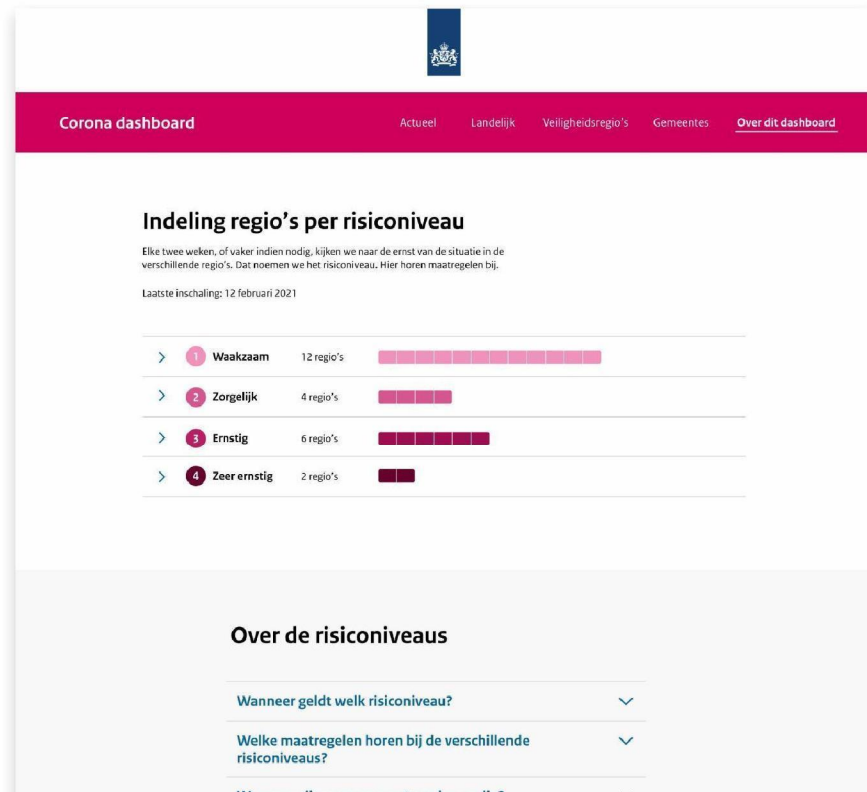 Corona dashboard
Actueel
Landelijk
Veiligheidsregio's
Gemeentes
Over dit dashboard
Indeling regio's per risiconiveau
Elke twee weken, of vaker indien nodig, kijken we naar de ernst van de situatie in de
verschillende regio's. Dat noemen we het risiconiveau. Hier horen maatregelen bij.
Laatste inschaling: 12 februari 2021
1 Waakzaam 12 regio's
2 Zorgelijk 4 regio's
3 Ernstig 6 regio's
4 Zeer ernstig 2 regio's
Over de risiconiveaus
Wanneer geldt welk risiconiveau?
Welke maatregelen horen bij de verschillende
risiconiveaus?